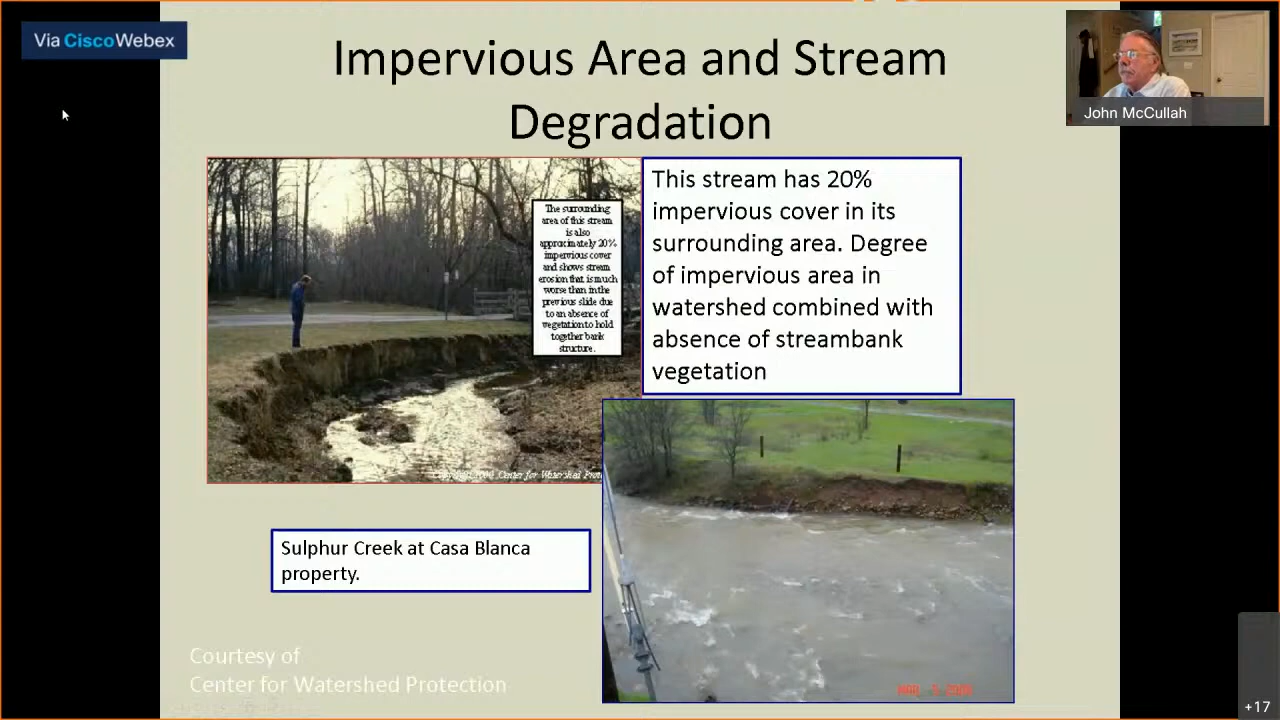 Via Cisco Webex
Impervious Area and Stream
Degradation
John McCullah
The surrounding
area of this stream
is also
approximately 20%
impervious cover
and shows stream
erosion that is much
worse than in the
previous slide due
to an absence of
vegetation to hold
together bank
structure.
This stream has 20%
impervious cover in its
surrounding area. Degree
of impervious area in
watershed combined with
absence of streambank
vegetation
Center for Watershed
Sulphur Creek at Casa Blanca
property.
Courtesy of
Center for Watershed Protection
MAR
+17